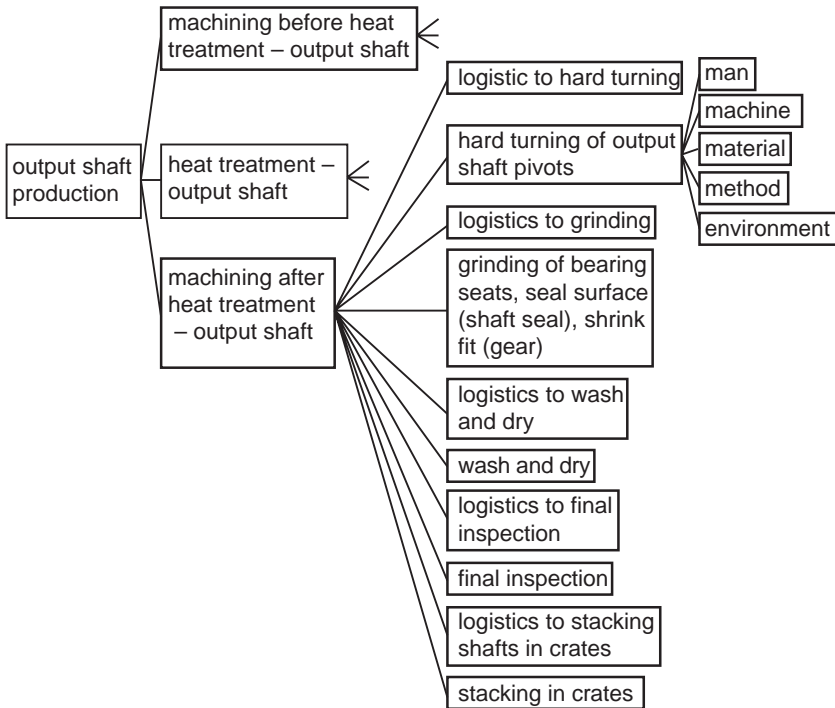 output shaft
production
machining before heat
treatment – output shaft
heat treatment –
output shaft
machining after
heat treatment
– output shaft
logistic to hard turning
hard turning of output
shaft pivots
logistics to grinding
grinding of bearing
seats, seal surface
(shaft seal), shrink
fit (gear)
logistics to wash
and dry
wash and dry
logistics to final
inspection
final inspection
logistics to stacking
shafts in crates
stacking in crates
man
machine
material
method
environment